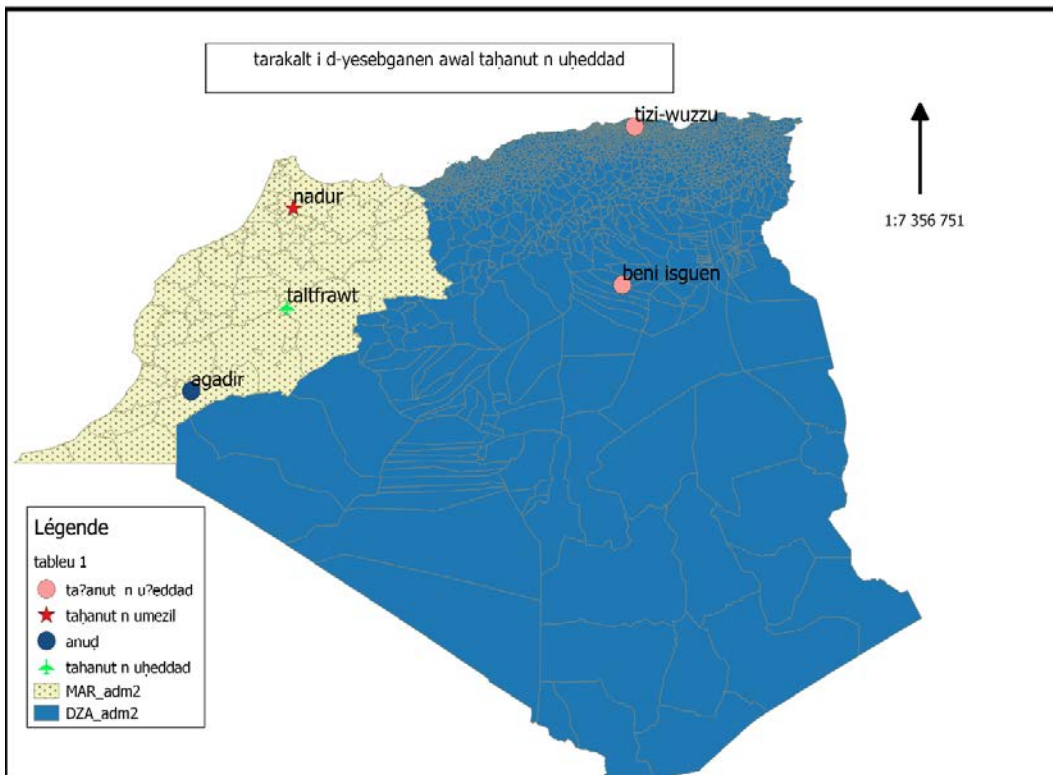 tarakalt i d-yesebganen awal taḥanut n uḥeddad
tizi-wuzzu
nadur
1:7 356 751
beni isguen
taltfrawt
agadir
Légende
tableu 1
ta?anut n u?eddad
taḥanut n umezil
anuḍ
tahanut n uḥeddad
MAR_adm2
DZA_adm2